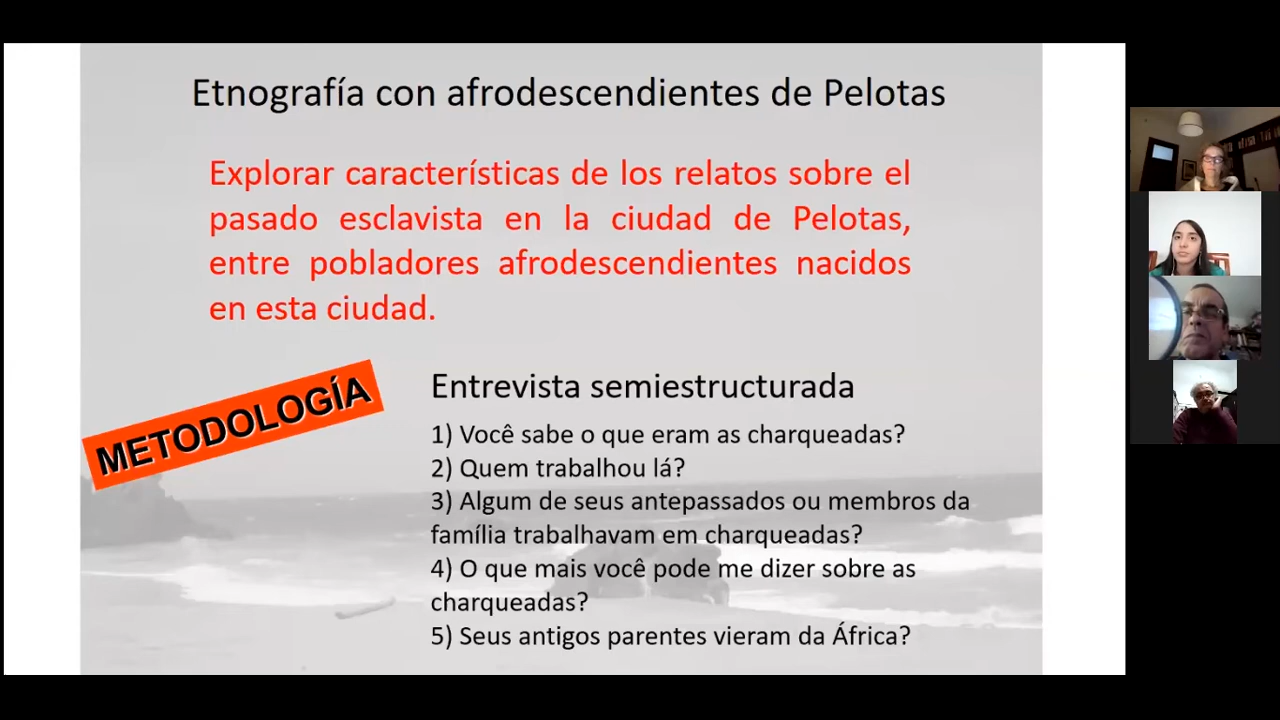 Etnografía con afrodescendientes de Pelotas
Explorar características de los relatos sobre el
pasado esclavista en la ciudad de Pelotas,
entre pobladores afrodescendientes nacidos
en esta ciudad.
METODOLOGÍA
Entrevista semiestructurada
1) Você sabe o que eram as charqueadas?
2) Quem trabalhou lá?
3) Algum de seus antepassados ou membros da
família trabalhavam em charqueadas?
4) O que mais você pode me dizer sobre as
charqueadas?
5) Seus antigos parentes vieram da África?